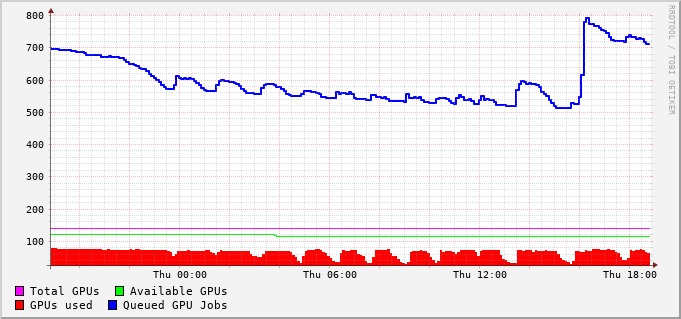 800
700
600
500
400
300
200
100
Thu 00:00 Thu 06:00 Thu 12:00 Thu 18:00
Total GPUs Available GPUs
GPUs used Queued GPU Jobs
RRDTOOL / TOBI OETIKER